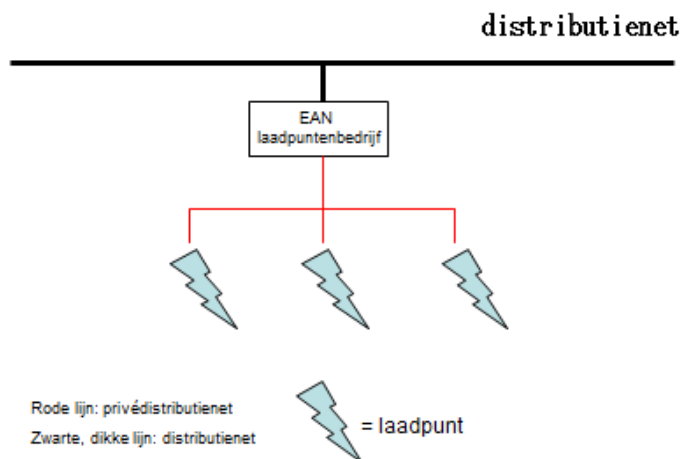 distributienet
EAN
laadpuntenbedrijf
Rode lijn: privédistributienet
Zwarte, dikke lijn: distributienet
= laadpunt